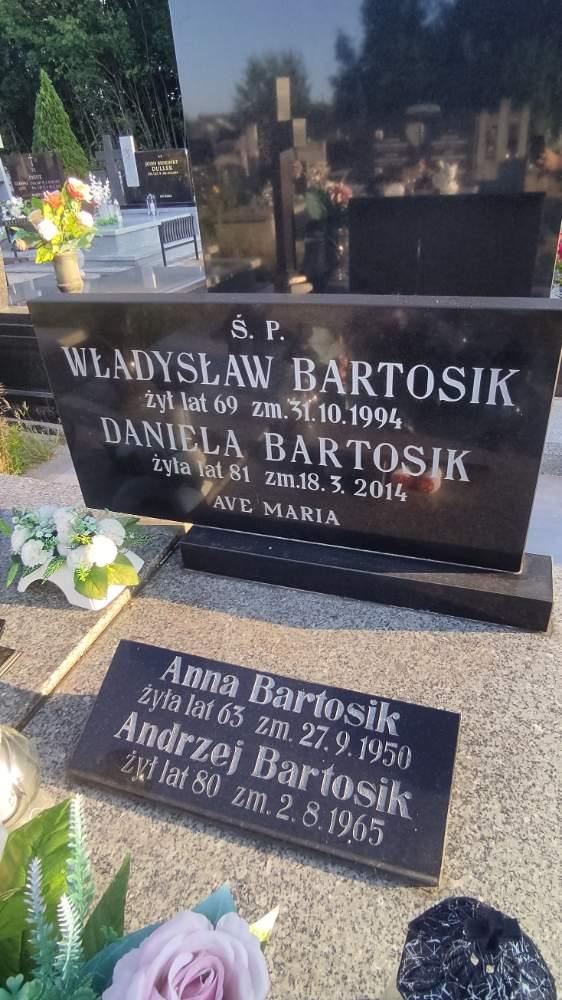 Ś. P.
WŁADYSŁAW BARTOSIK
żył lat 69 zm.31.10.1994
DANIELA BARTOSIK
żyła lat 81 zm.18.3.2014
AVE MARIA
Anna Bartosik
żyła lat 63 zm. 27.9.1950
Andrzej Bartosik
żył lat 80 zm. 2.8.1965
DULLEK